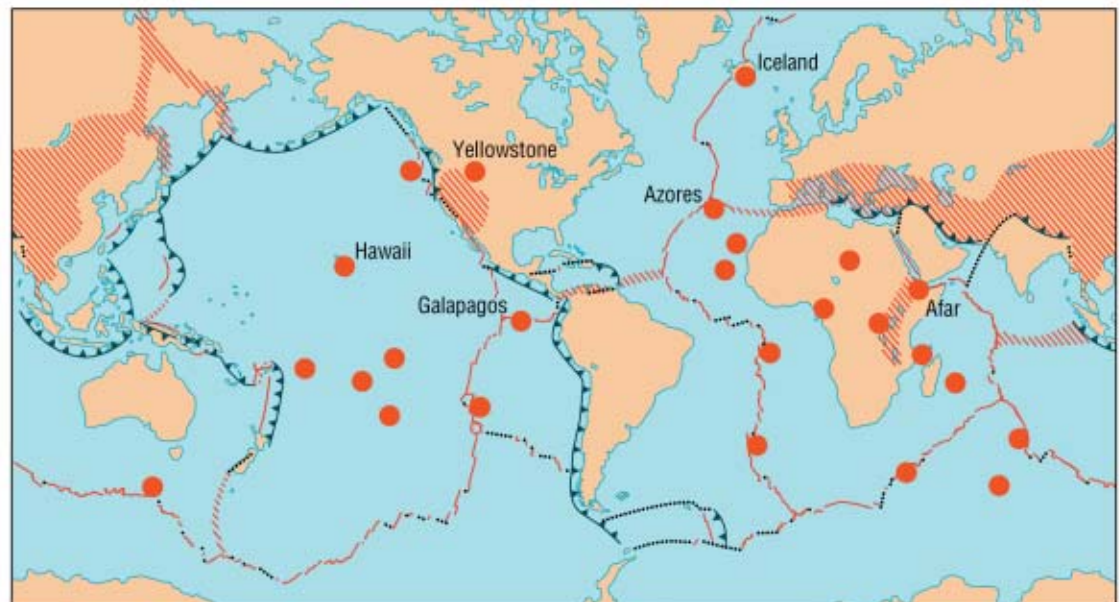 Iceland
Yellowstone
Azores
Hawaii
Galapagos
Afar